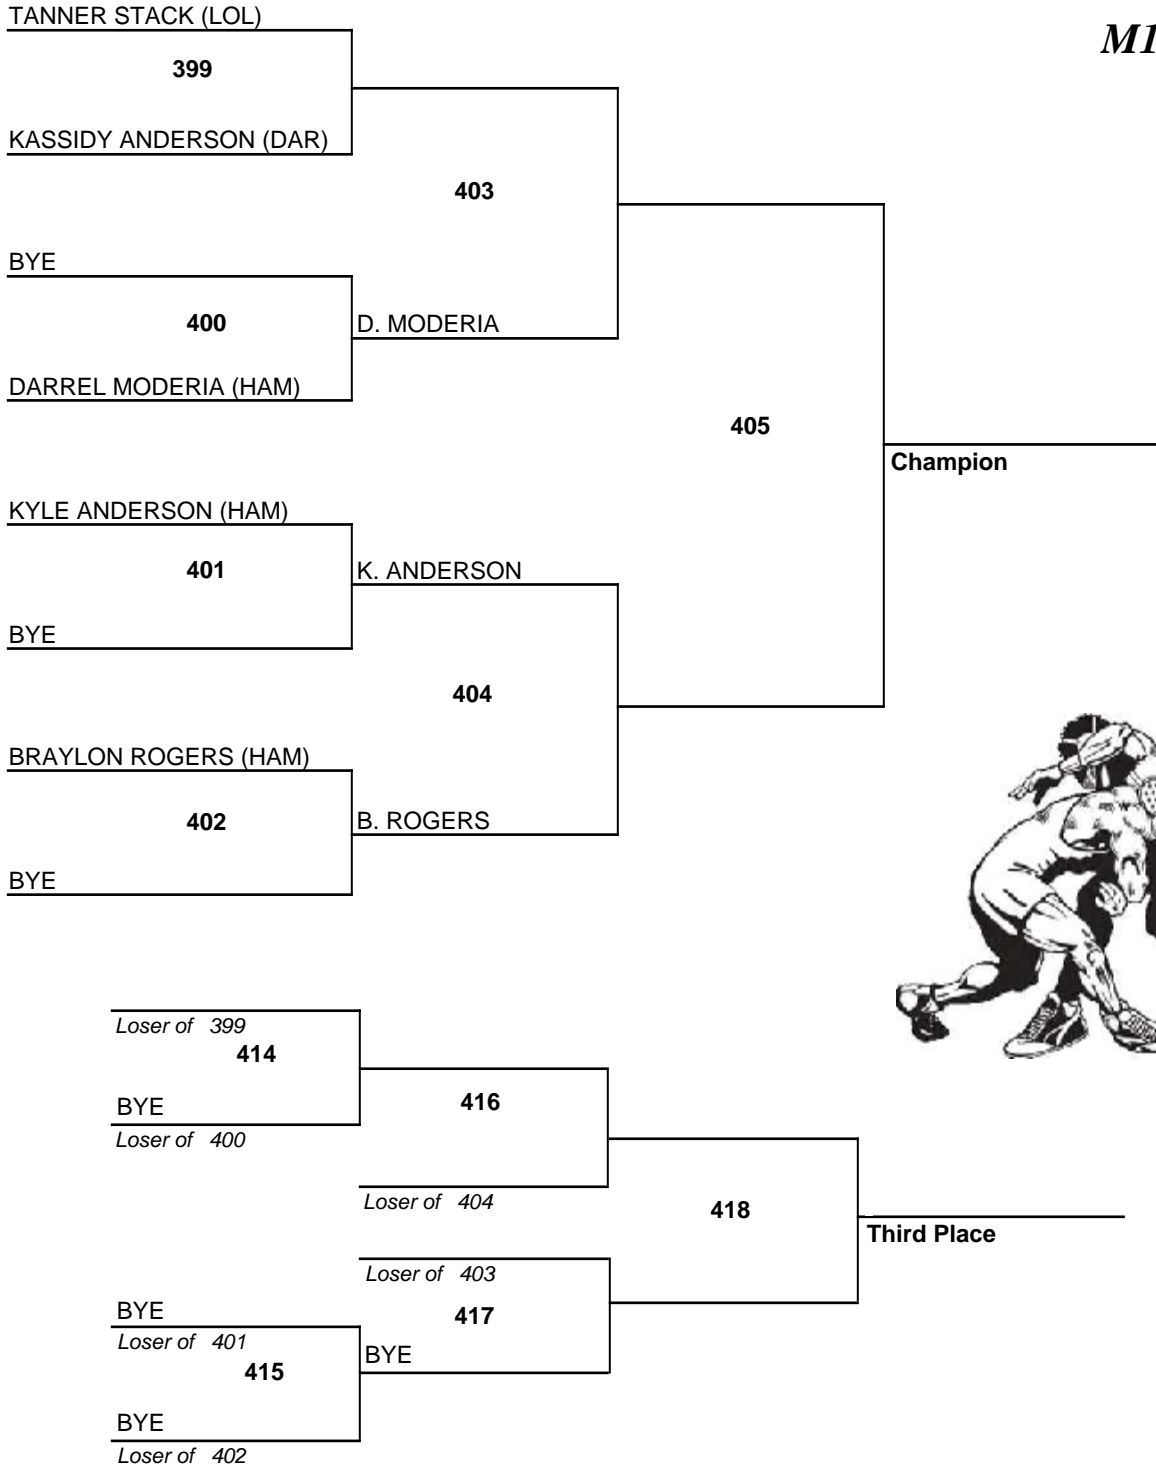 TANNER STACK (LOL)
M1
399
KASSIDY ANDERSON (DAR)
403
BYE
400
D. MODERIA
DARREL MODERIA (HAM)
405
Champion
KYLE ANDERSON (HAM)
401
K. ANDERSON
BYE
404
BRAYLON ROGERS (HAM)
402
B. ROGERS
BYE
Loser of 399
414
BYE
416
Loser of 400
Loser of 404
418
Third Place
Loser of 403
BYE
417
Loser of 401
BYE
415
BYE
Loser of 402